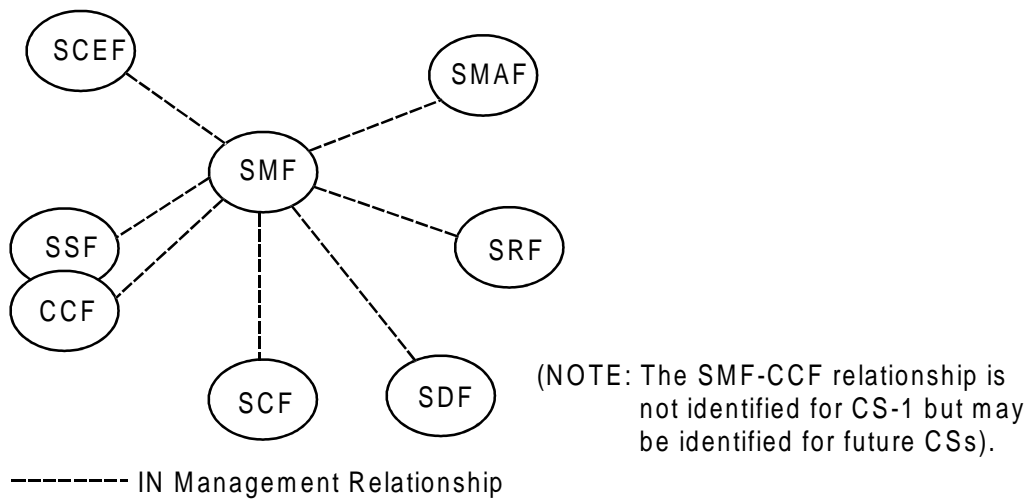 SCEF
SMAF
SMF
SSF
SRF
CCF
SCF
SDF
(NOTE: The SMF-CCF relationship is
not identified for CS-1 but may
be identified for future CSs).
IN Management Relationship